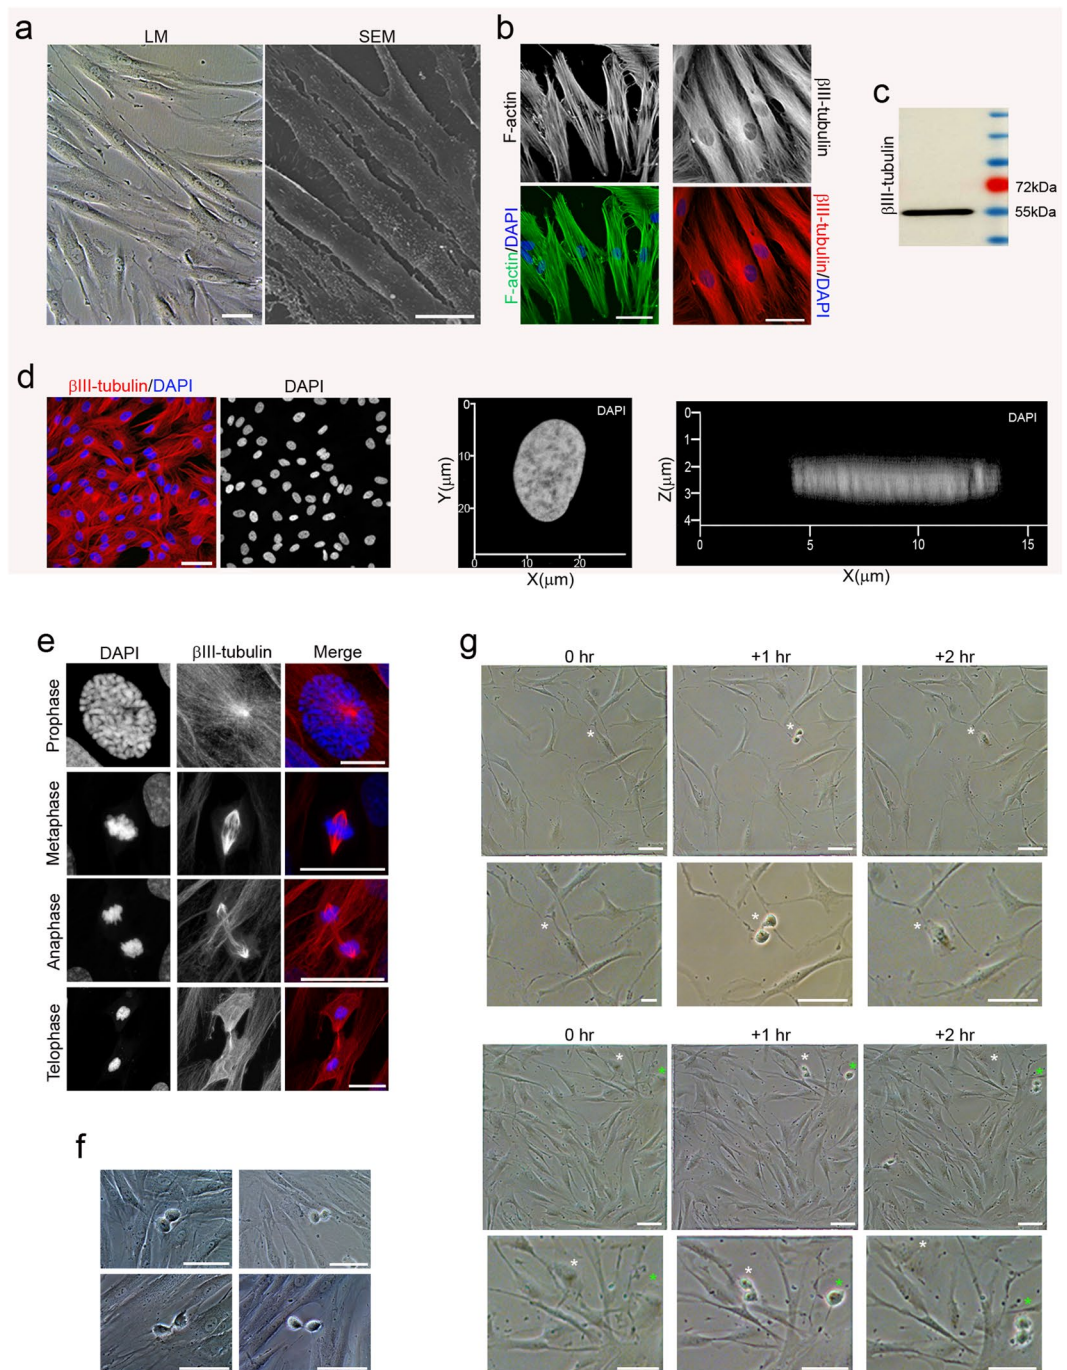 a
LM
SEM
b
F-actin
βIII-tubulin
F-actin/DAPI
βIII-tubulin/DAPI
c
βIII-tubulin
72kDa
55kDa
d
βIII-tubulin/DAPI
DAPI
DAPI
0
10
20
Y(μm)
0
10
20
X(μm)
DAPI
0
1
2
3
4
Z(μm)
0
5
10
15
X(μm)
e
DAPI
βIII-tubulin
Merge
Prophase
Metaphase
Anaphase
Telophase
f
g
0 hr
+1 hr
+2 hr
*
*
*
*
*
*
0 hr
+1 hr
+2 hr
*
*
*
*
*
*
*
*
*
*
*
*